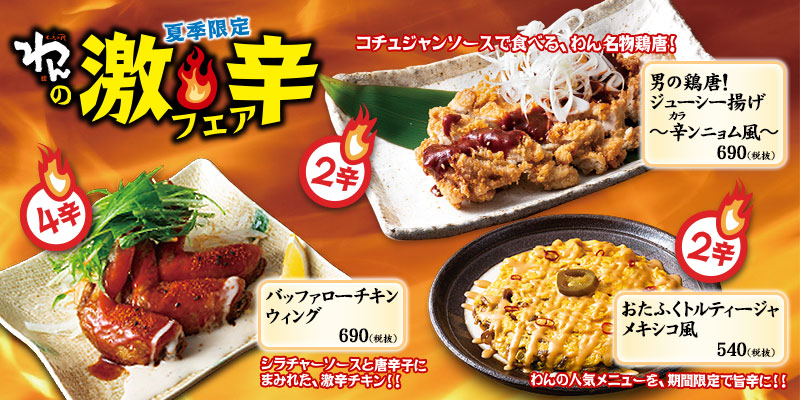 夏季限定
わんの
激辛
フェア
コチュジャンソースで食べる、わん名物鶏唐!
男の鶏唐!
ジューシー揚げ
カラ
〜辛ンニョム風〜
690(税抜)
2辛
4辛
2辛
バッファローチキン
ウィング
690(税抜)
シラチャーソースと唐辛子に
まみれた、激辛チキン!!
おたふくトルティージャ
メキシコ風
540(税抜)
わんの人気メニューを、期間限定で旨辛に!!